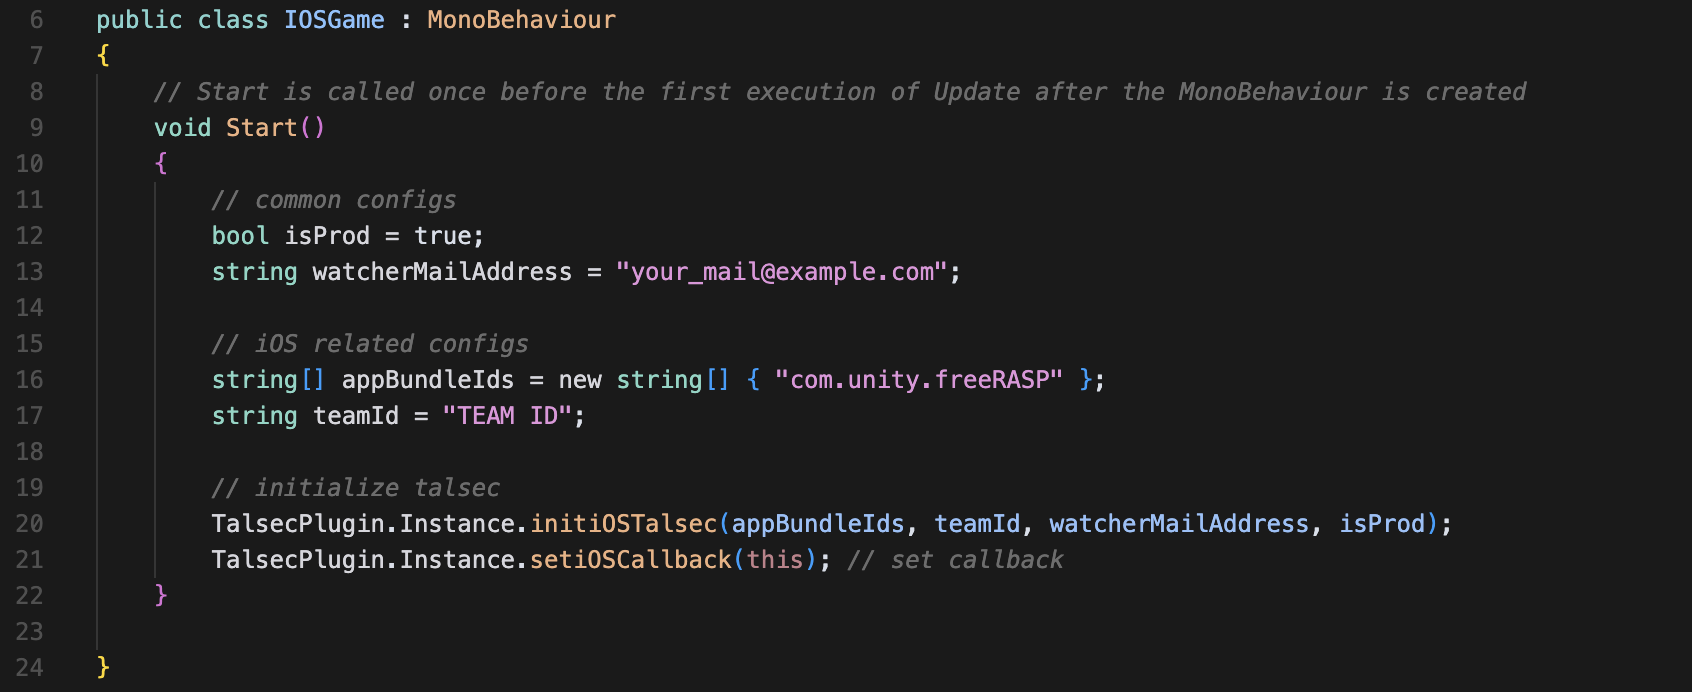 6 public class IOSGame : MonoBehaviour
7 {
8 // Start is called once before the first execution of Update after the MonoBehaviour is created
9 void Start()
10 {
11 // common configs
12 bool isProd = true;
13 string watcherMailAddress = "your_mail@example.com";
14
15 // iOS related configs
16 string[] appBundleIds = new string[] { "com.unity.freeRASP" };
17 string teamId = "TEAM ID";
18
19 // initialize talsec
20 TalsecPlugin.Instance.initiOSTalsec(appBundleIds, teamId, watcherMailAddress, isProd);
21 TalsecPlugin.Instance.setiOSCallback(this); // set callback
22 }
23
24 }